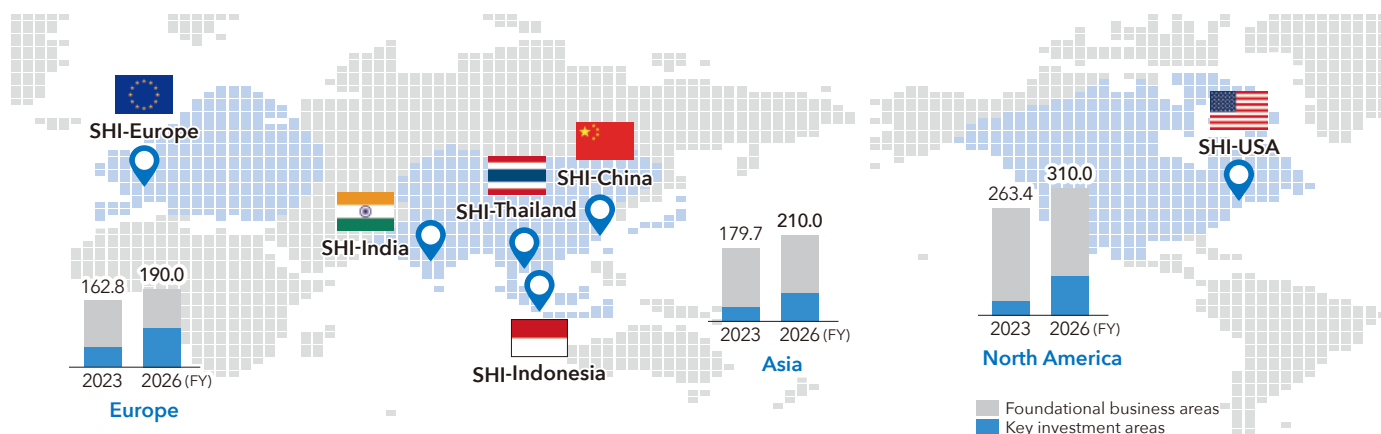 SHI-Europe
SHI-India
SHI-Thailand
SHI-China
SHI-Indonesia
SHI-USA
162.8
190.0
2023
2026 (FY)
Europe
179.7
210.0
2023
2026 (FY)
Asia
263.4
310.0
2023
2026 (FY)
North America
Foundational business areas
Key investment areas